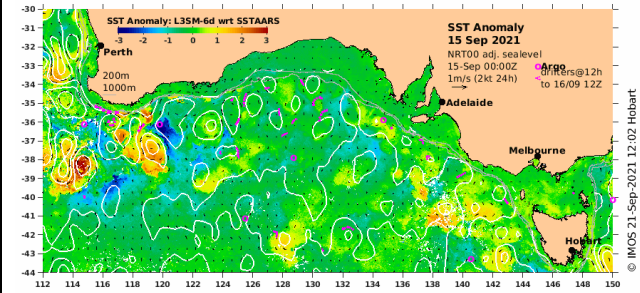 SST Anomaly: L3SM-6d wrt SSTAARS
-3 -2 -1 0 1 2 3
SST Anomaly
15 Sep 2021
NRT00 adj. sealevel
15-Sep 00:00Z
1m/s (2kt 24h)
Argo
drifters@12h
to 16/09 12Z
Perth
200m
1000m
Adelaide
Melbourne
Hobart
-30
-31
-32
-33
-34
-35
-36
-37
-38
-39
-40
-41
-42
-43
-44
112 114 116 118 120 122 124 126 128 130 132 134 136 138 140 142 144 146 148 150
© IMOS 21-Sep-2021 12:02 Hobart